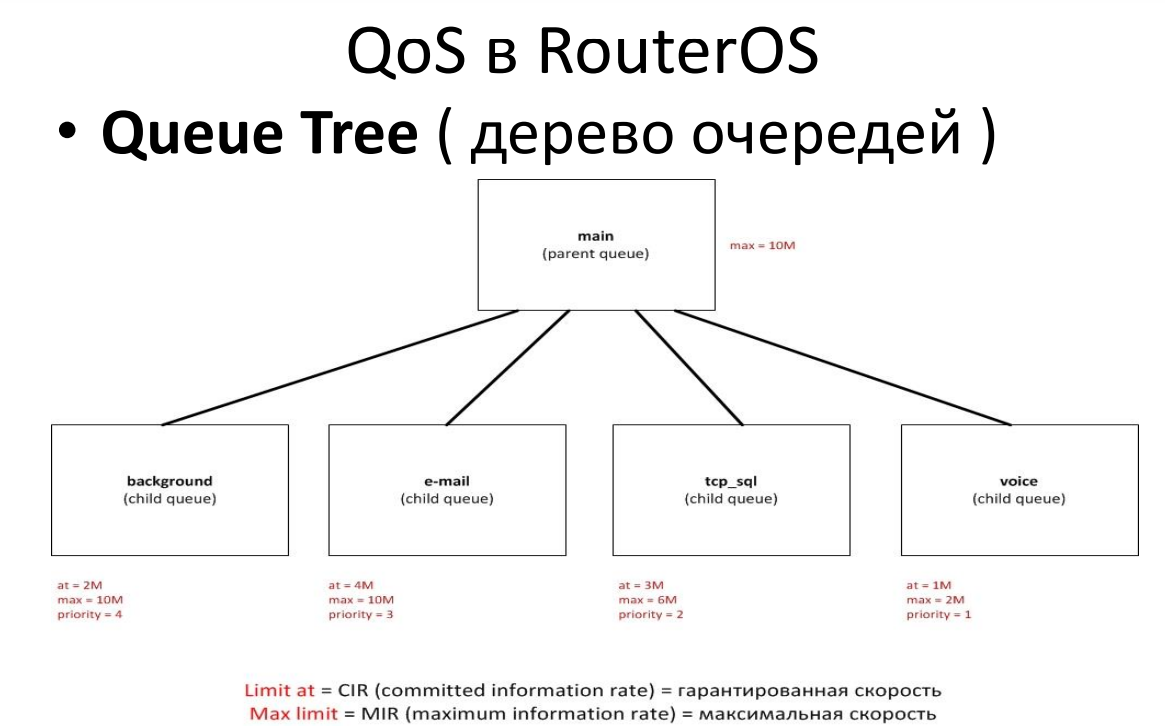 QoS в RouterOS
• Queue Tree ( дерево очередей )
main
(parent queue)
max = 10M
background
(child queue)
e-mail
(child queue)
tcp_sql
(child queue)
voice
(child queue)
at = 2M
max = 10M
priority = 4
at = 4M
max = 10M
priority = 3
at = 3M
max = 6M
priority = 2
at = 1M
max = 2M
priority = 1
Limit at = CIR (committed information rate) = гарантированная скорость
Max limit = MIR (maximum information rate) = максимальная скорость